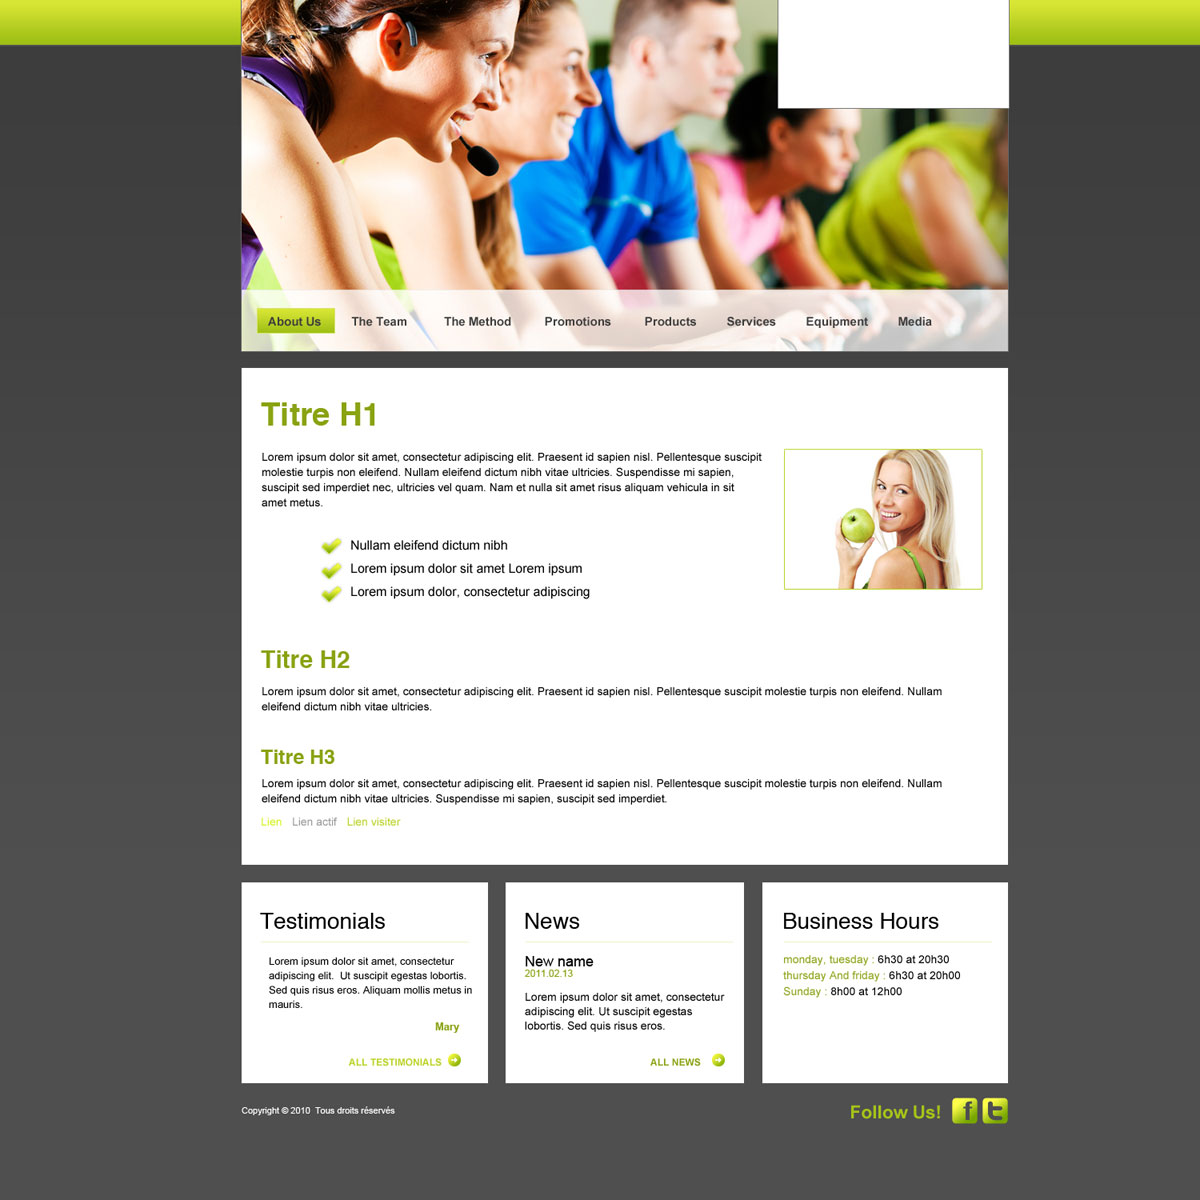 About Us The Team The Method Promotions Products Services Equipment Media
Titre H1
Lorem ipsum dolor sit amet, consectetur adipiscing elit. Praesent id sapien nisl. Pellentesque suscipit
molestie turpis non eleifend. Nullam eleifend dictum nibh vitae ultricies. Suspendisse mi sapien,
suscipit sed imperdiet nec, ultricies vel quam. Nam et nulla sit amet risus aliquam vehicula in sit
amet metus.
Nullam eleifend dictum nibh
Lorem ipsum dolor sit amet Lorem ipsum
Lorem ipsum dolor, consectetur adipiscing
Titre H2
Lorem ipsum dolor sit amet, consectetur adipiscing elit. Praesent id sapien nisl. Pellentesque suscipit molestie turpis non eleifend. Nullam
eleifend dictum nibh vitae ultricies.
Titre H3
Lorem ipsum dolor sit amet, consectetur adipiscing elit. Praesent id sapien nisl. Pellentesque suscipit molestie turpis non eleifend. Nullam
eleifend dictum nibh vitae ultricies. Suspendisse mi sapien, suscipit sed imperdiet.
Lien Lien actif Lien visiter
Testimonials
Lorem ipsum dolor sit amet, consectetur
adipiscing elit. Ut suscipit egestas lobortis.
Sed quis risus eros. Aliquam mollis metus in
mauris.
Mary
ALL TESTIMONIALS
News
New name
2011.02.13
Lorem ipsum dolor sit amet, consectetur
adipiscing elit. Ut suscipit egestas
lobortis. Sed quis risus eros.
ALL NEWS
Business Hours
monday, tuesday : 6h30 at 20h30
thursday And friday : 6h30 at 20h00
Sunday : 8h00 at 12h00
Copyright © 2010 Tous droits réservés
Follow Us! f t